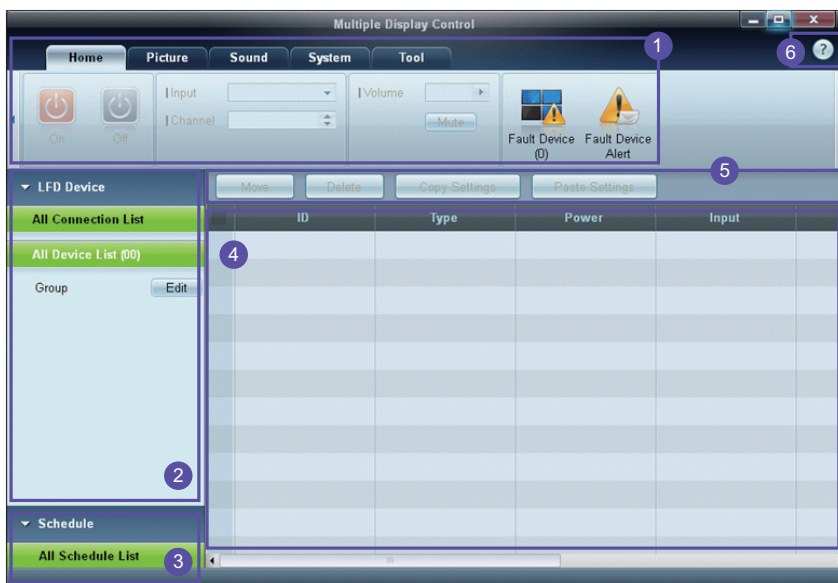 Multiple Display Control
1
6
?
Home Picture Sound System Tool
Input
Volume
Channel
Mute
On Off
Fault Device (0)
Fault Device Alert
5
LFD Device
Move Delete Copy Settings Paste Settings
All Connection List
ID Type Power Input
All Device List (00)
4
Group Edit
2
Schedule
All Schedule List
3